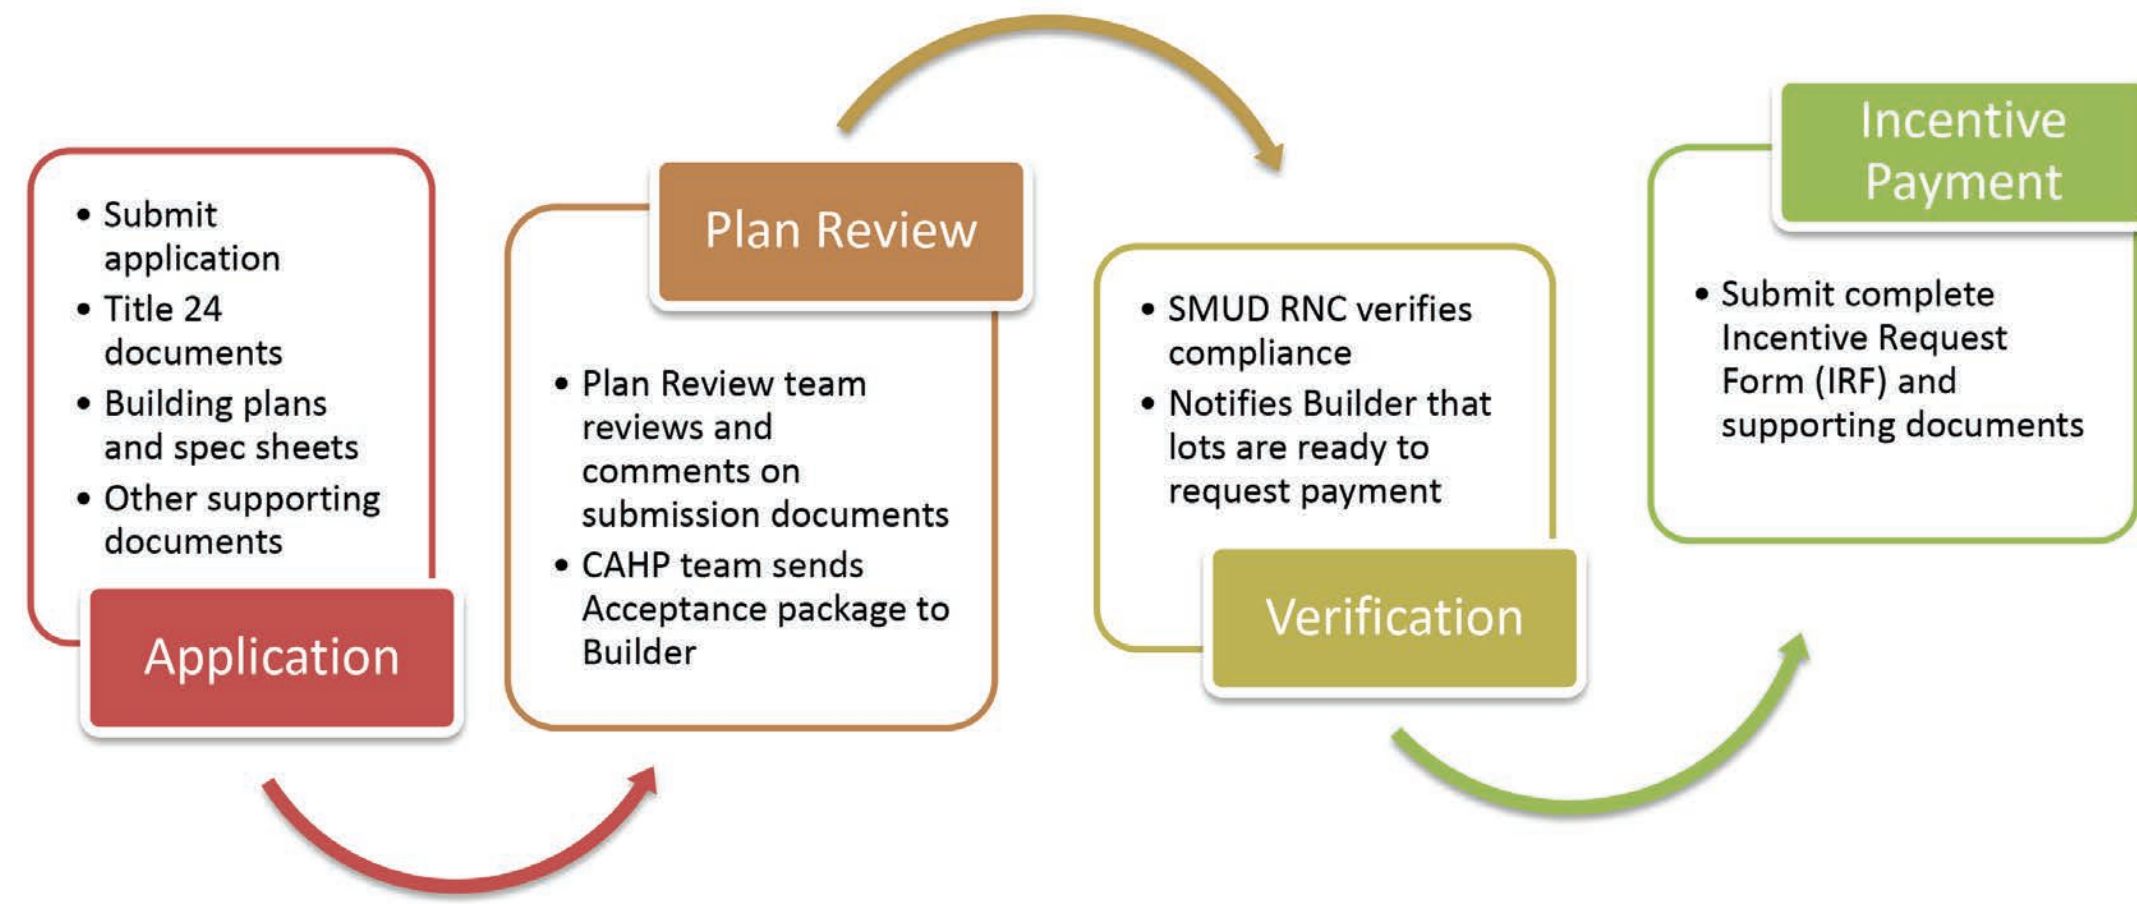 • Submit
application
• Title 24
documents
• Building plans
and spec sheets
• Other supporting
documents
Application
Plan Review
• Plan Review team
reviews and
comments on
submission documents
• CAHP team sends
Acceptance package to
Builder
• SMUD RNC verifies
compliance
• Notifies Builder that
lots are ready to
request payment
Verification
Incentive
Payment
• Submit complete
Incentive Request
Form (IRF) and
supporting documents